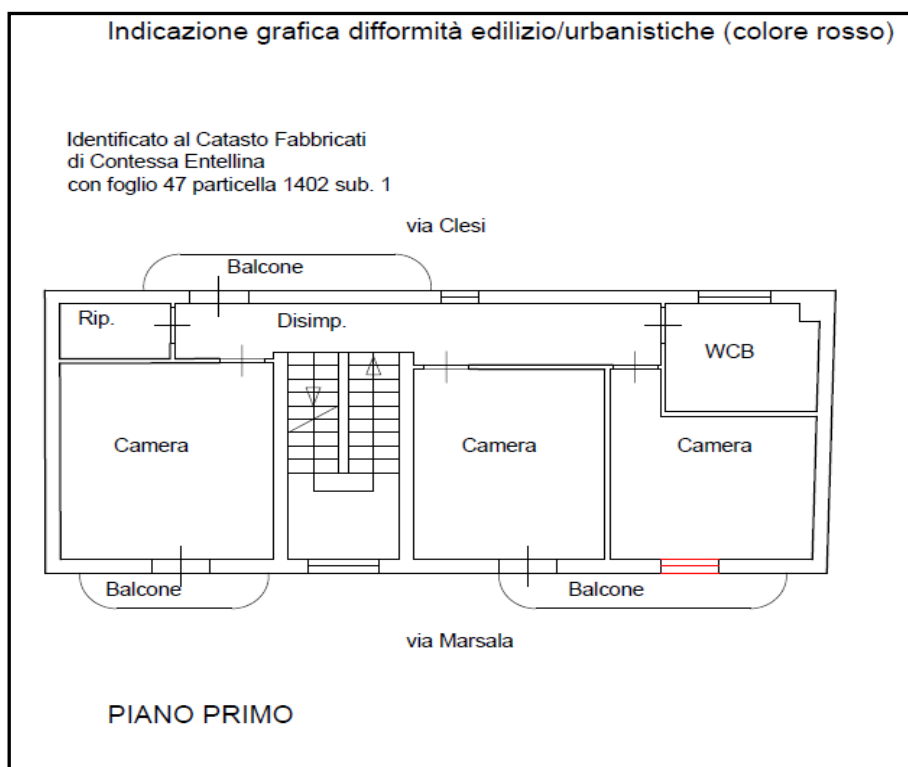 Indicazione grafica difformità edilizio/urbanistiche (colore rosso)
Identificato al Catasto Fabbricati
di Contessa Entellina
con foglio 47 particella 1402 sub. 1
via Clesi
Balcone
Rip.
Disimp.
WCB
Camera
Camera
Camera
Balcone
Balcone
via Marsala
PIANO PRIMO